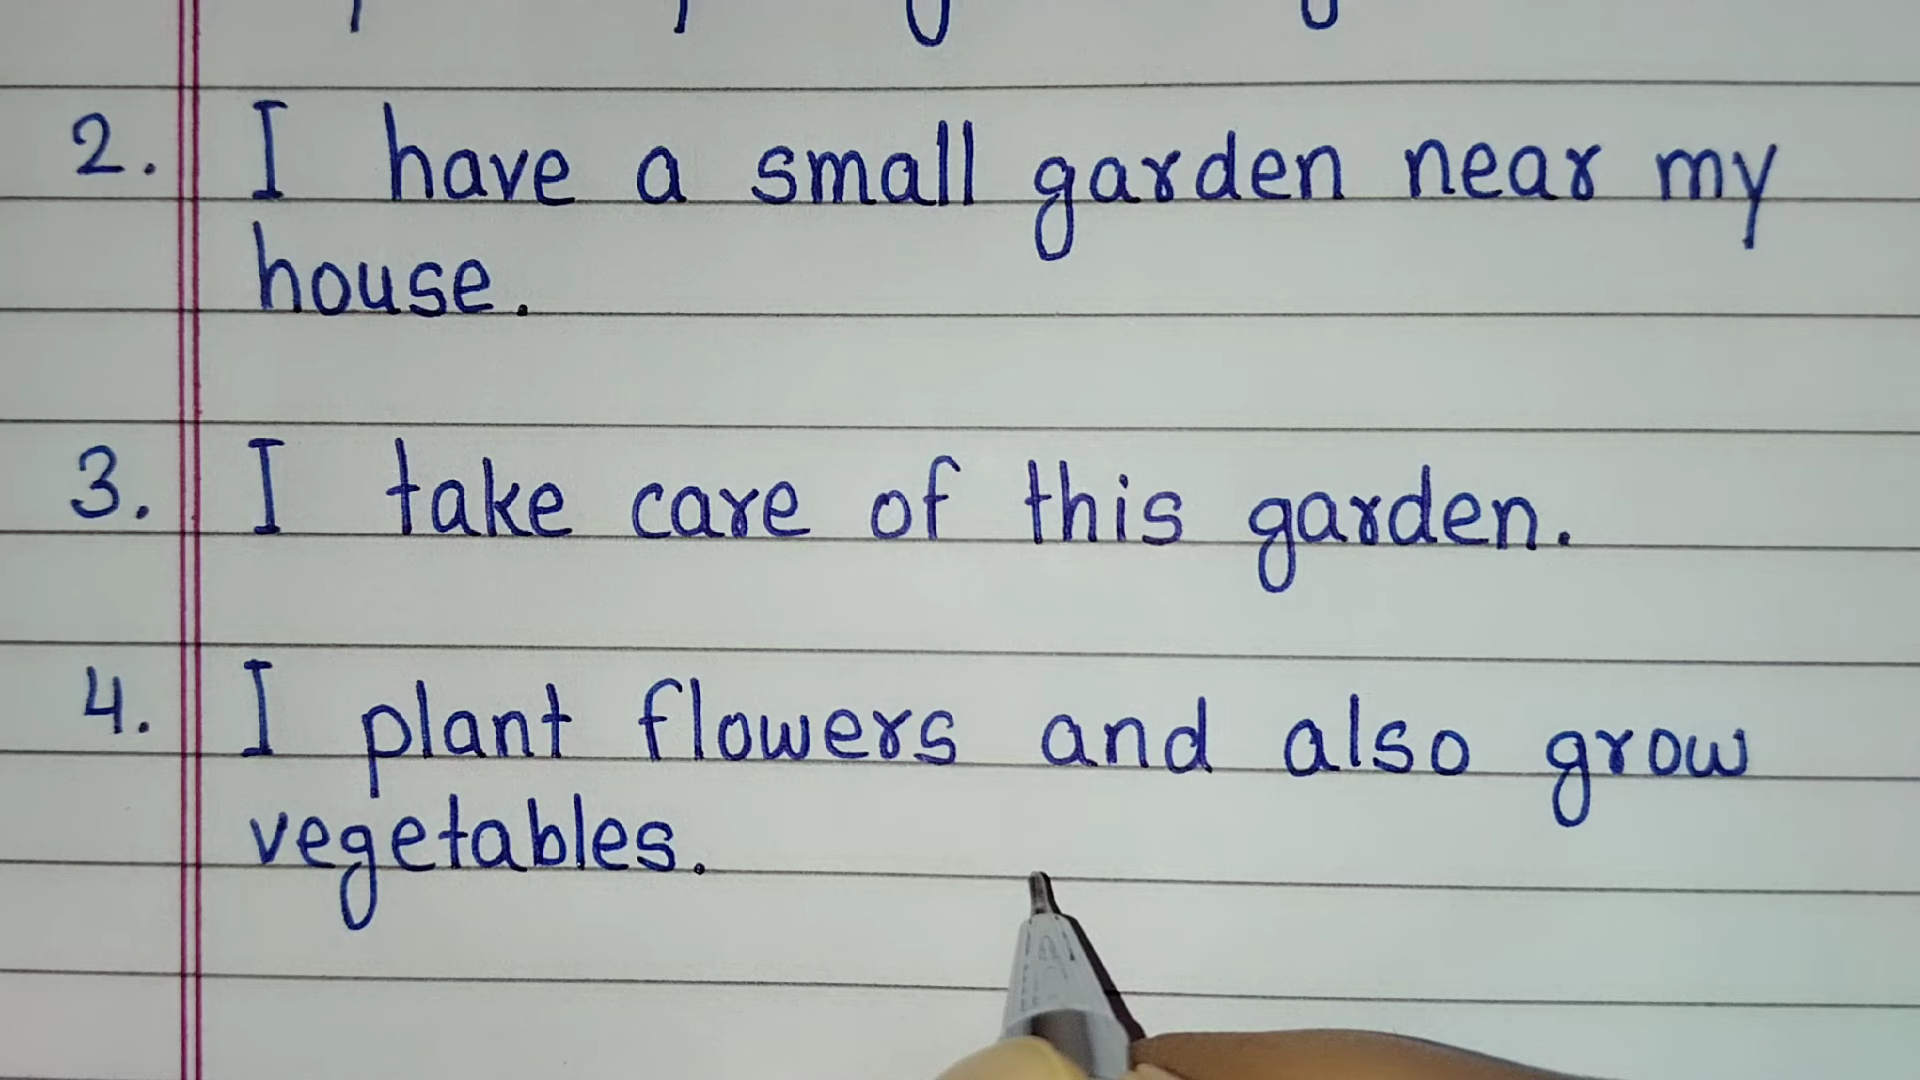 2. I have a small garden near my
house.
3. I take care of this garden.
4. I plant flowers and also grow
vegetables.